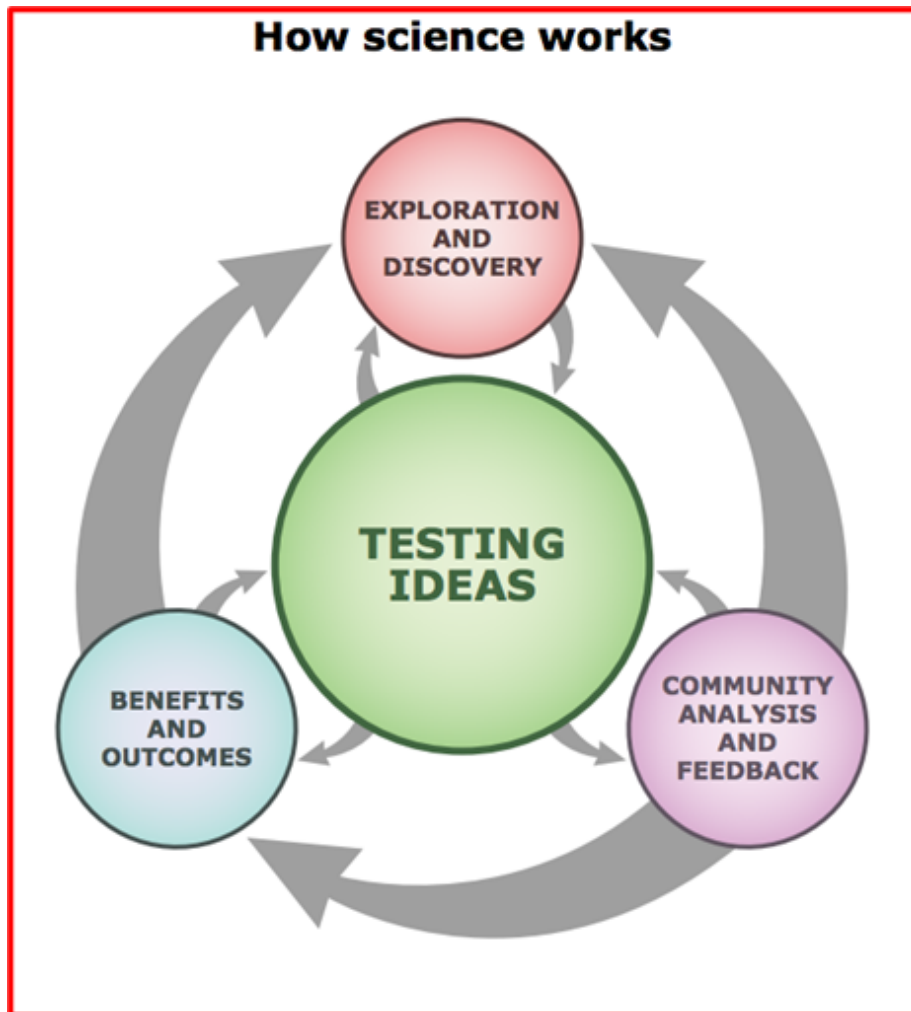 How science works
EXPLORATION
AND
DISCOVERY
TESTING
IDEAS
BENEFITS
AND
OUTCOMES
COMMUNITY
ANALYSIS
AND
FEEDBACK